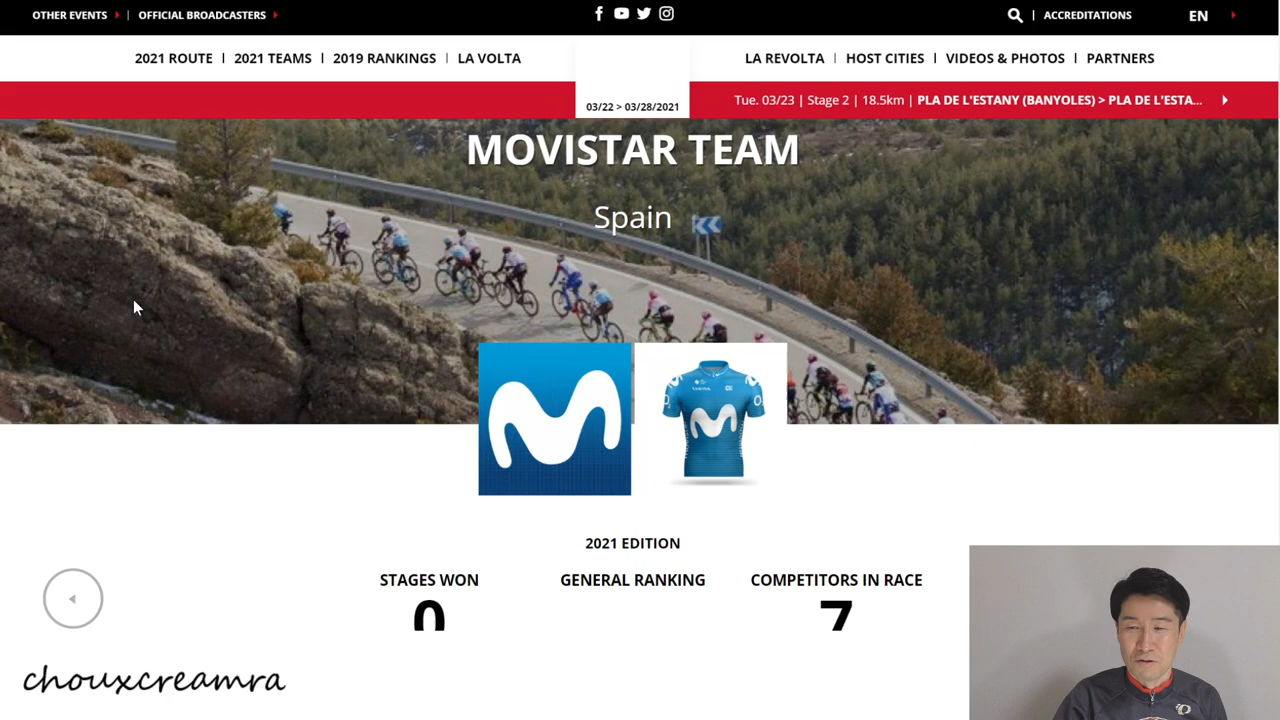 OTHER EVENTS | OFFICIAL BROADCASTERS
| ACCREDITATIONS EN
2021 ROUTE | 2021 TEAMS | 2019 RANKINGS | LA VOLTA
LA REVOLTA | HOST CITIES | VIDEOS & PHOTOS | PARTNERS
03/22 > 03/28/2021
Tue. 03/23 | Stage 2 | 18.5km | PLA DE L'ESTANY (BANYOLES) > PLA DE L'ESTA...
MOVISTAR TEAM
Spain
2021 EDITION
STAGES WON
0
GENERAL RANKING
COMPETITORS IN RACE
7
chouxcreamra